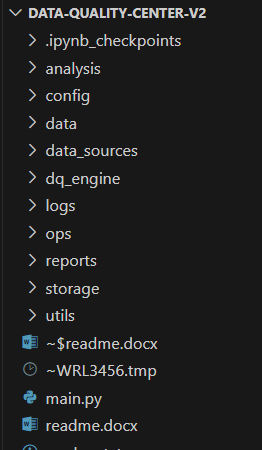 DATA-QUALITY-CENTER-V2
.ipynb_checkpoints
analysis
config
data
data_sources
dq_engine
logs
ops
reports
storage
utils
~$readme.docx
~WRL3456.tmp
main.py
readme.docx